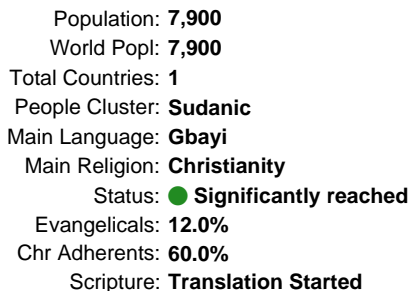 Population: 7,900
World Popl: 7,900
Total Countries: 1
People Cluster: Sudanic
Main Language: Gbayi
Main Religion: Christianity
Status: Significantly reached
Evangelicals: 12.0%
Chr Adherents: 60.0%
Scripture: Translation Started